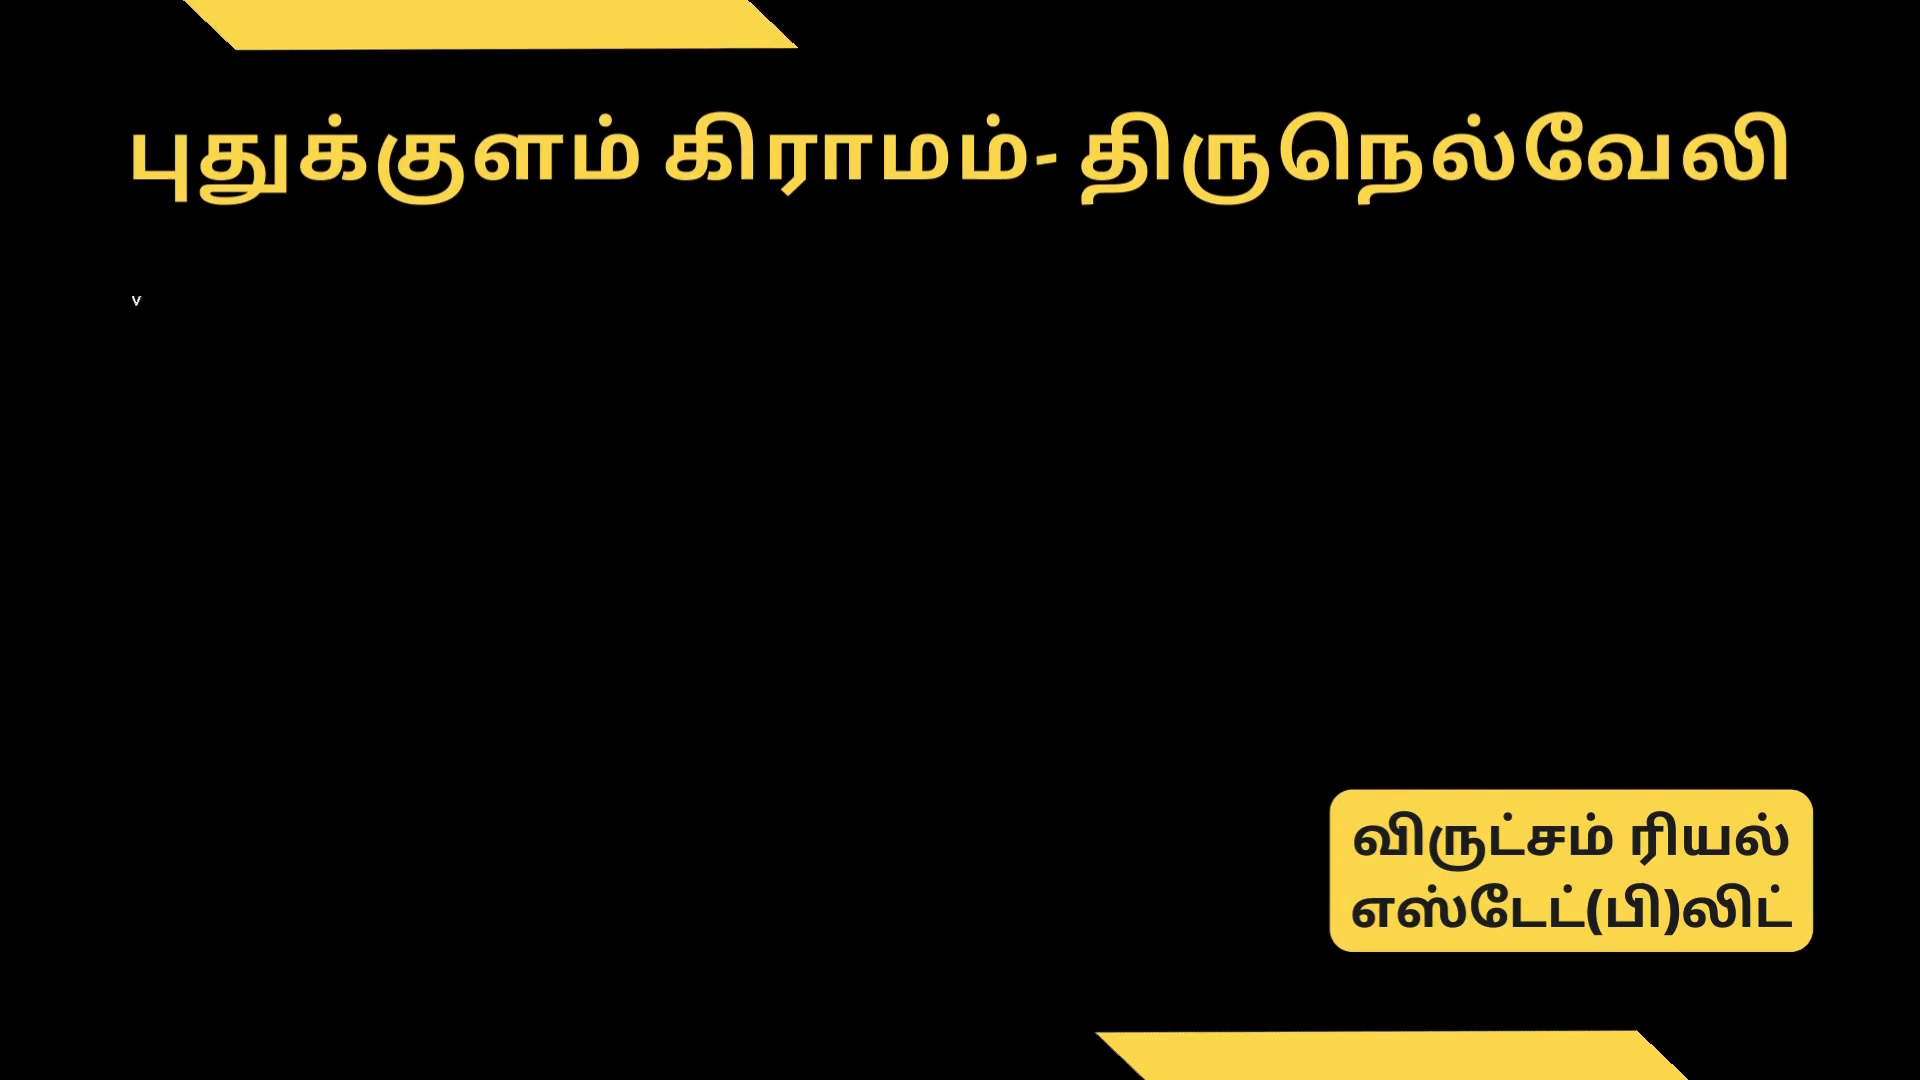 புதுக்குளம் கிராமம்- திருநெல்வேலி
v
விருட்சம் ரியல்
எஸ்டேட்(பி)லிட்